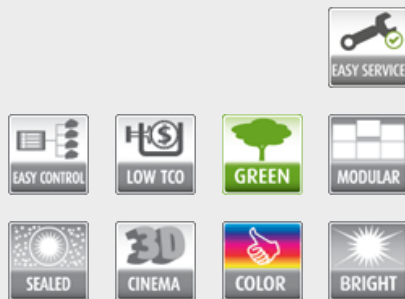 EASY SERVICE
EASY CONTROL
LOW TCO
GREEN
MODULAR
SEALED
3D
CINEMA
COLOR
BRIGHT